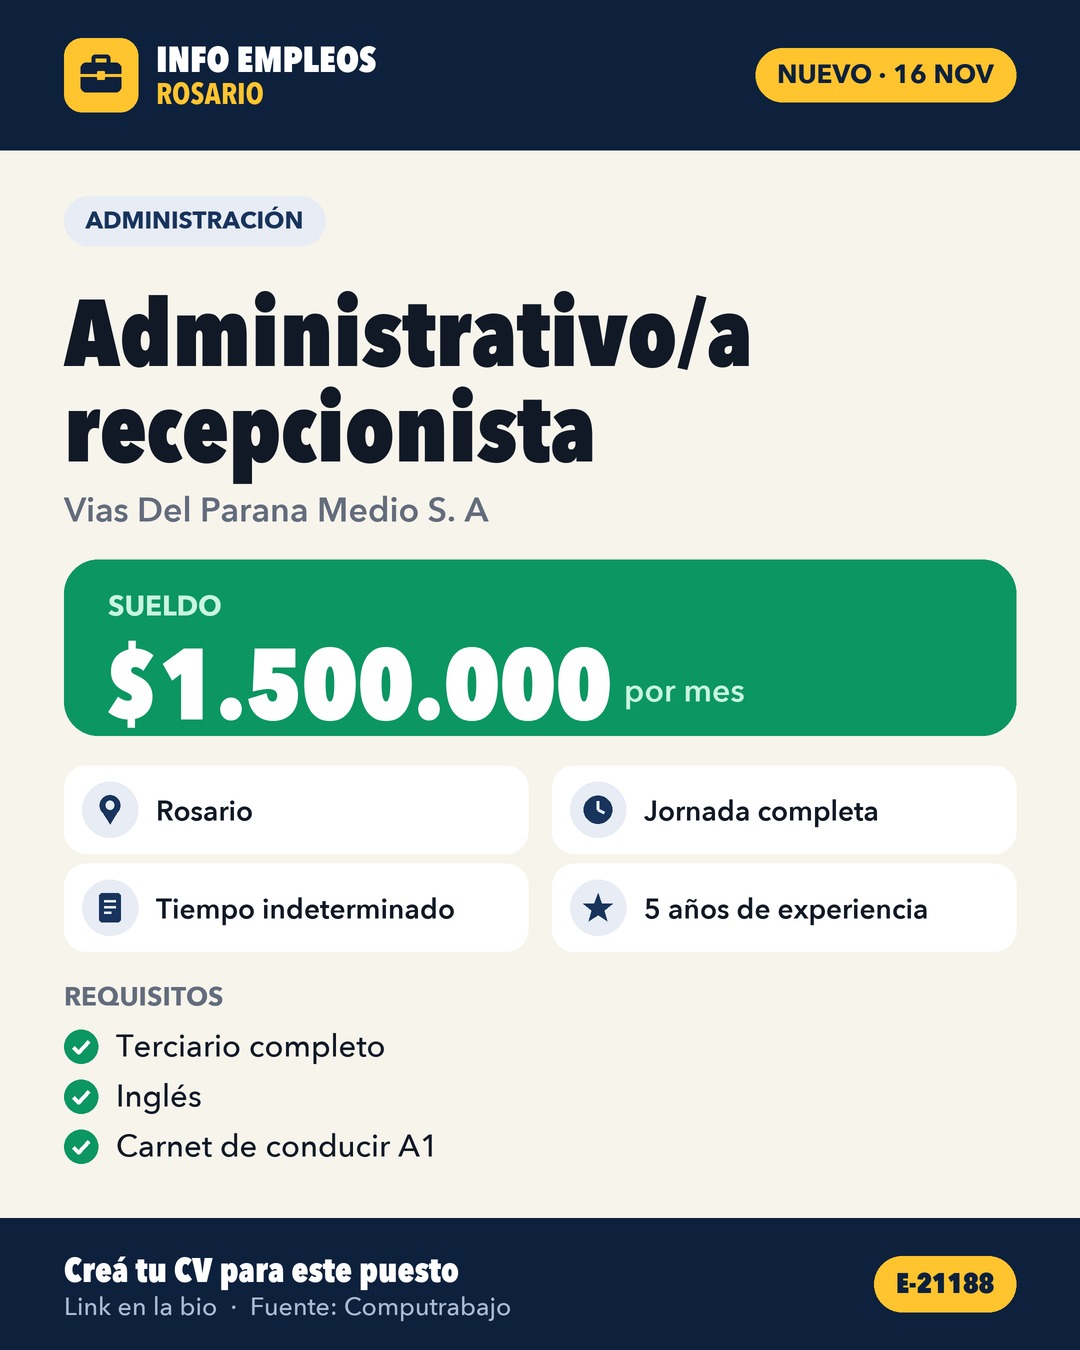 INFO EMPLEOS
ROSARIO
NUEVO · 16 NOV
ADMINISTRACIÓN
Administrativo/a
recepcionista
Vias Del Parana Medio S. A
SUELDO
$1.500.000 por mes
Rosario
Jornada completa
Tiempo indeterminado
5 años de experiencia
REQUISITOS
Terciario completo
Inglés
Carnet de conducir A1
Creá tu CV para este puesto
Link en la bio · Fuente: Computrabajo
E-21188